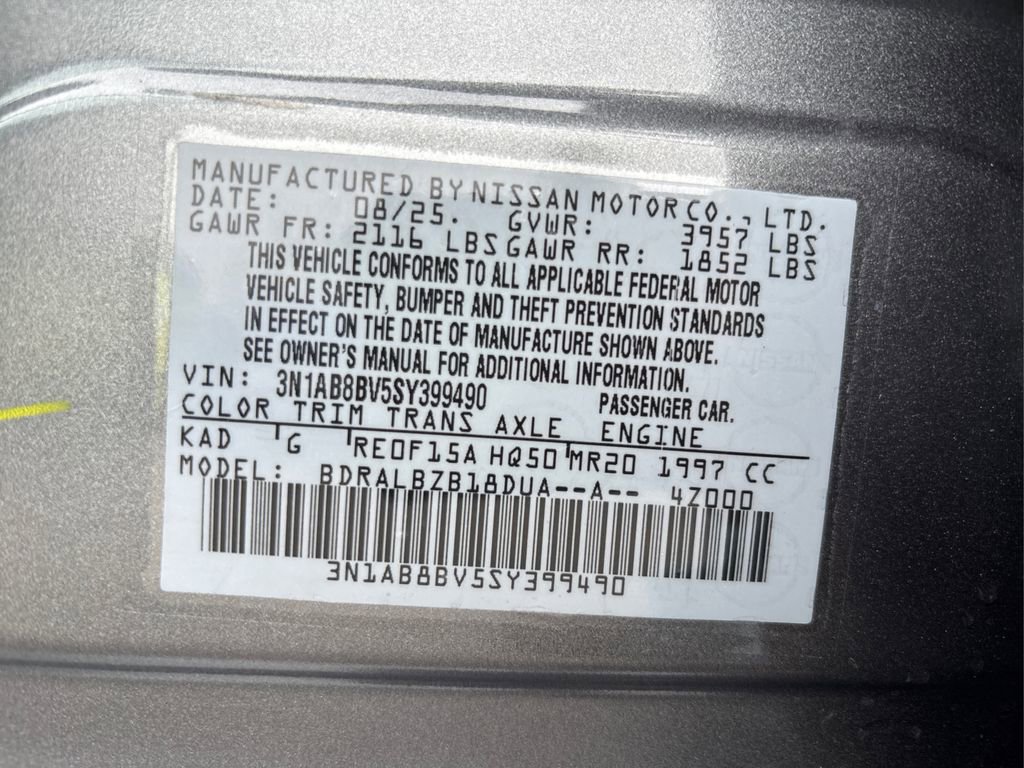 MANUFACTURED BY NISSAN MOTOR CO., LTD.
DATE: 08/25. GVWR: 3957 LBS
GAWR FR: 2116 LBS GAWR RR: 1852 LBS
THIS VEHICLE CONFORMS TO ALL APPLICABLE FEDERAL MOTOR
VEHICLE SAFETY, BUMPER AND THEFT PREVENTION STANDARDS
IN EFFECT ON THE DATE OF MANUFACTURE SHOWN ABOVE.
SEE OWNER'S MANUAL FOR ADDITIONAL INFORMATION.
VIN: 3N1AB8BV5SY399490 PASSENGER CAR.
COLOR TRIM TRANS AXLE ENGINE
KAD G RE0F15A HQ50 MR20 1997 CC
MODEL: BDRALBZB18DUA--A-- 4Z000
3N1AB8BV5SY399490